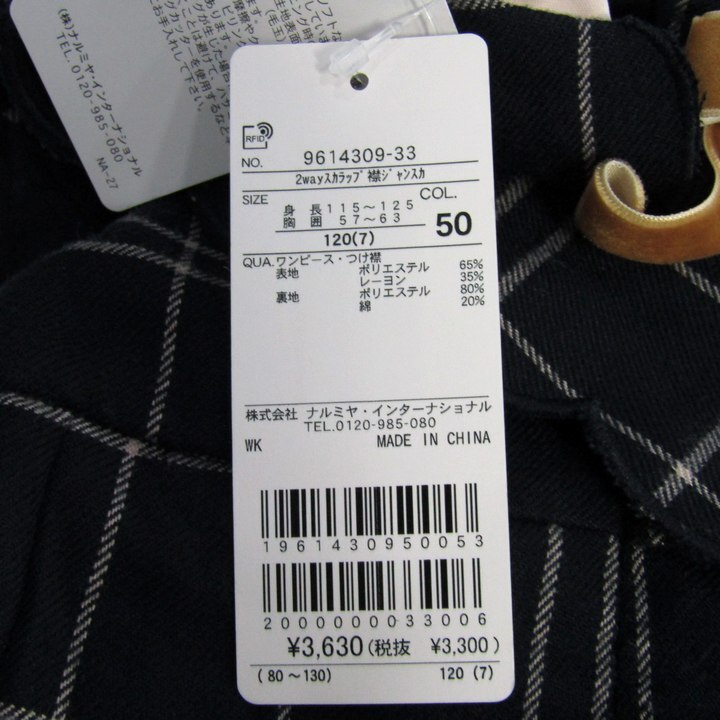 (株)ナルミヤ・インターナショナル
TEL.0120-985-080
NA-27
RFID
NO. 9614309-33
2wayスカラップ襟ジャンスカ
SIZE
COL.
身長 115～125
胸囲 57～63
50
120(7)
QUA.ワンピース・つけ襟
表地 ポリエステル 65%
レーヨン 35%
裏地 ポリエステル 80%
綿 20%
株式会社 ナルミヤ・インターナショナル
TEL.0120-985-080
WK MADE IN CHINA
1961430950053
2000000033006
¥3,630(税抜 ¥3,300)
(80～130) 120 (7)